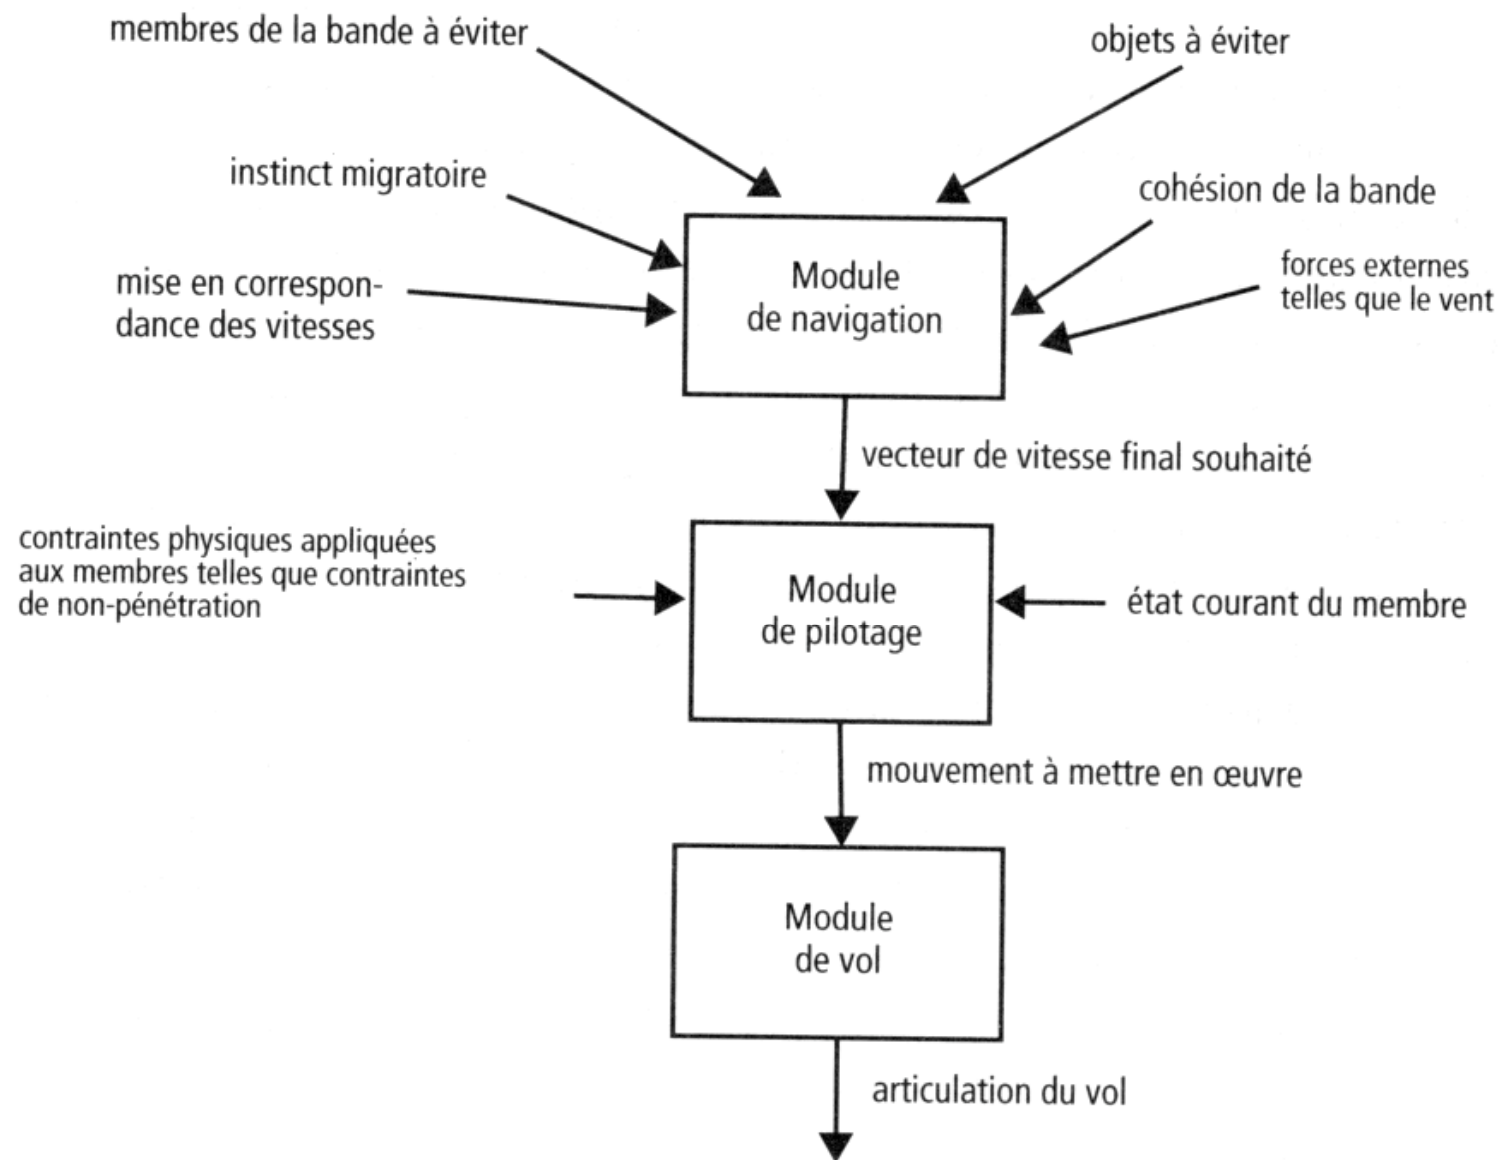 membres de la bande à éviter
objets à éviter
instinct migratoire
cohésion de la bande
mise en correspon-
dance des vitesses
Module
de navigation
forces externes
telles que le vent
vecteur de vitesse final souhaité
contraintes physiques appliquées
aux membres telles que contraintes
de non-pénétration
Module
de pilotage
état courant du membre
mouvement à mettre en œuvre
Module
de vol
articulation du vol